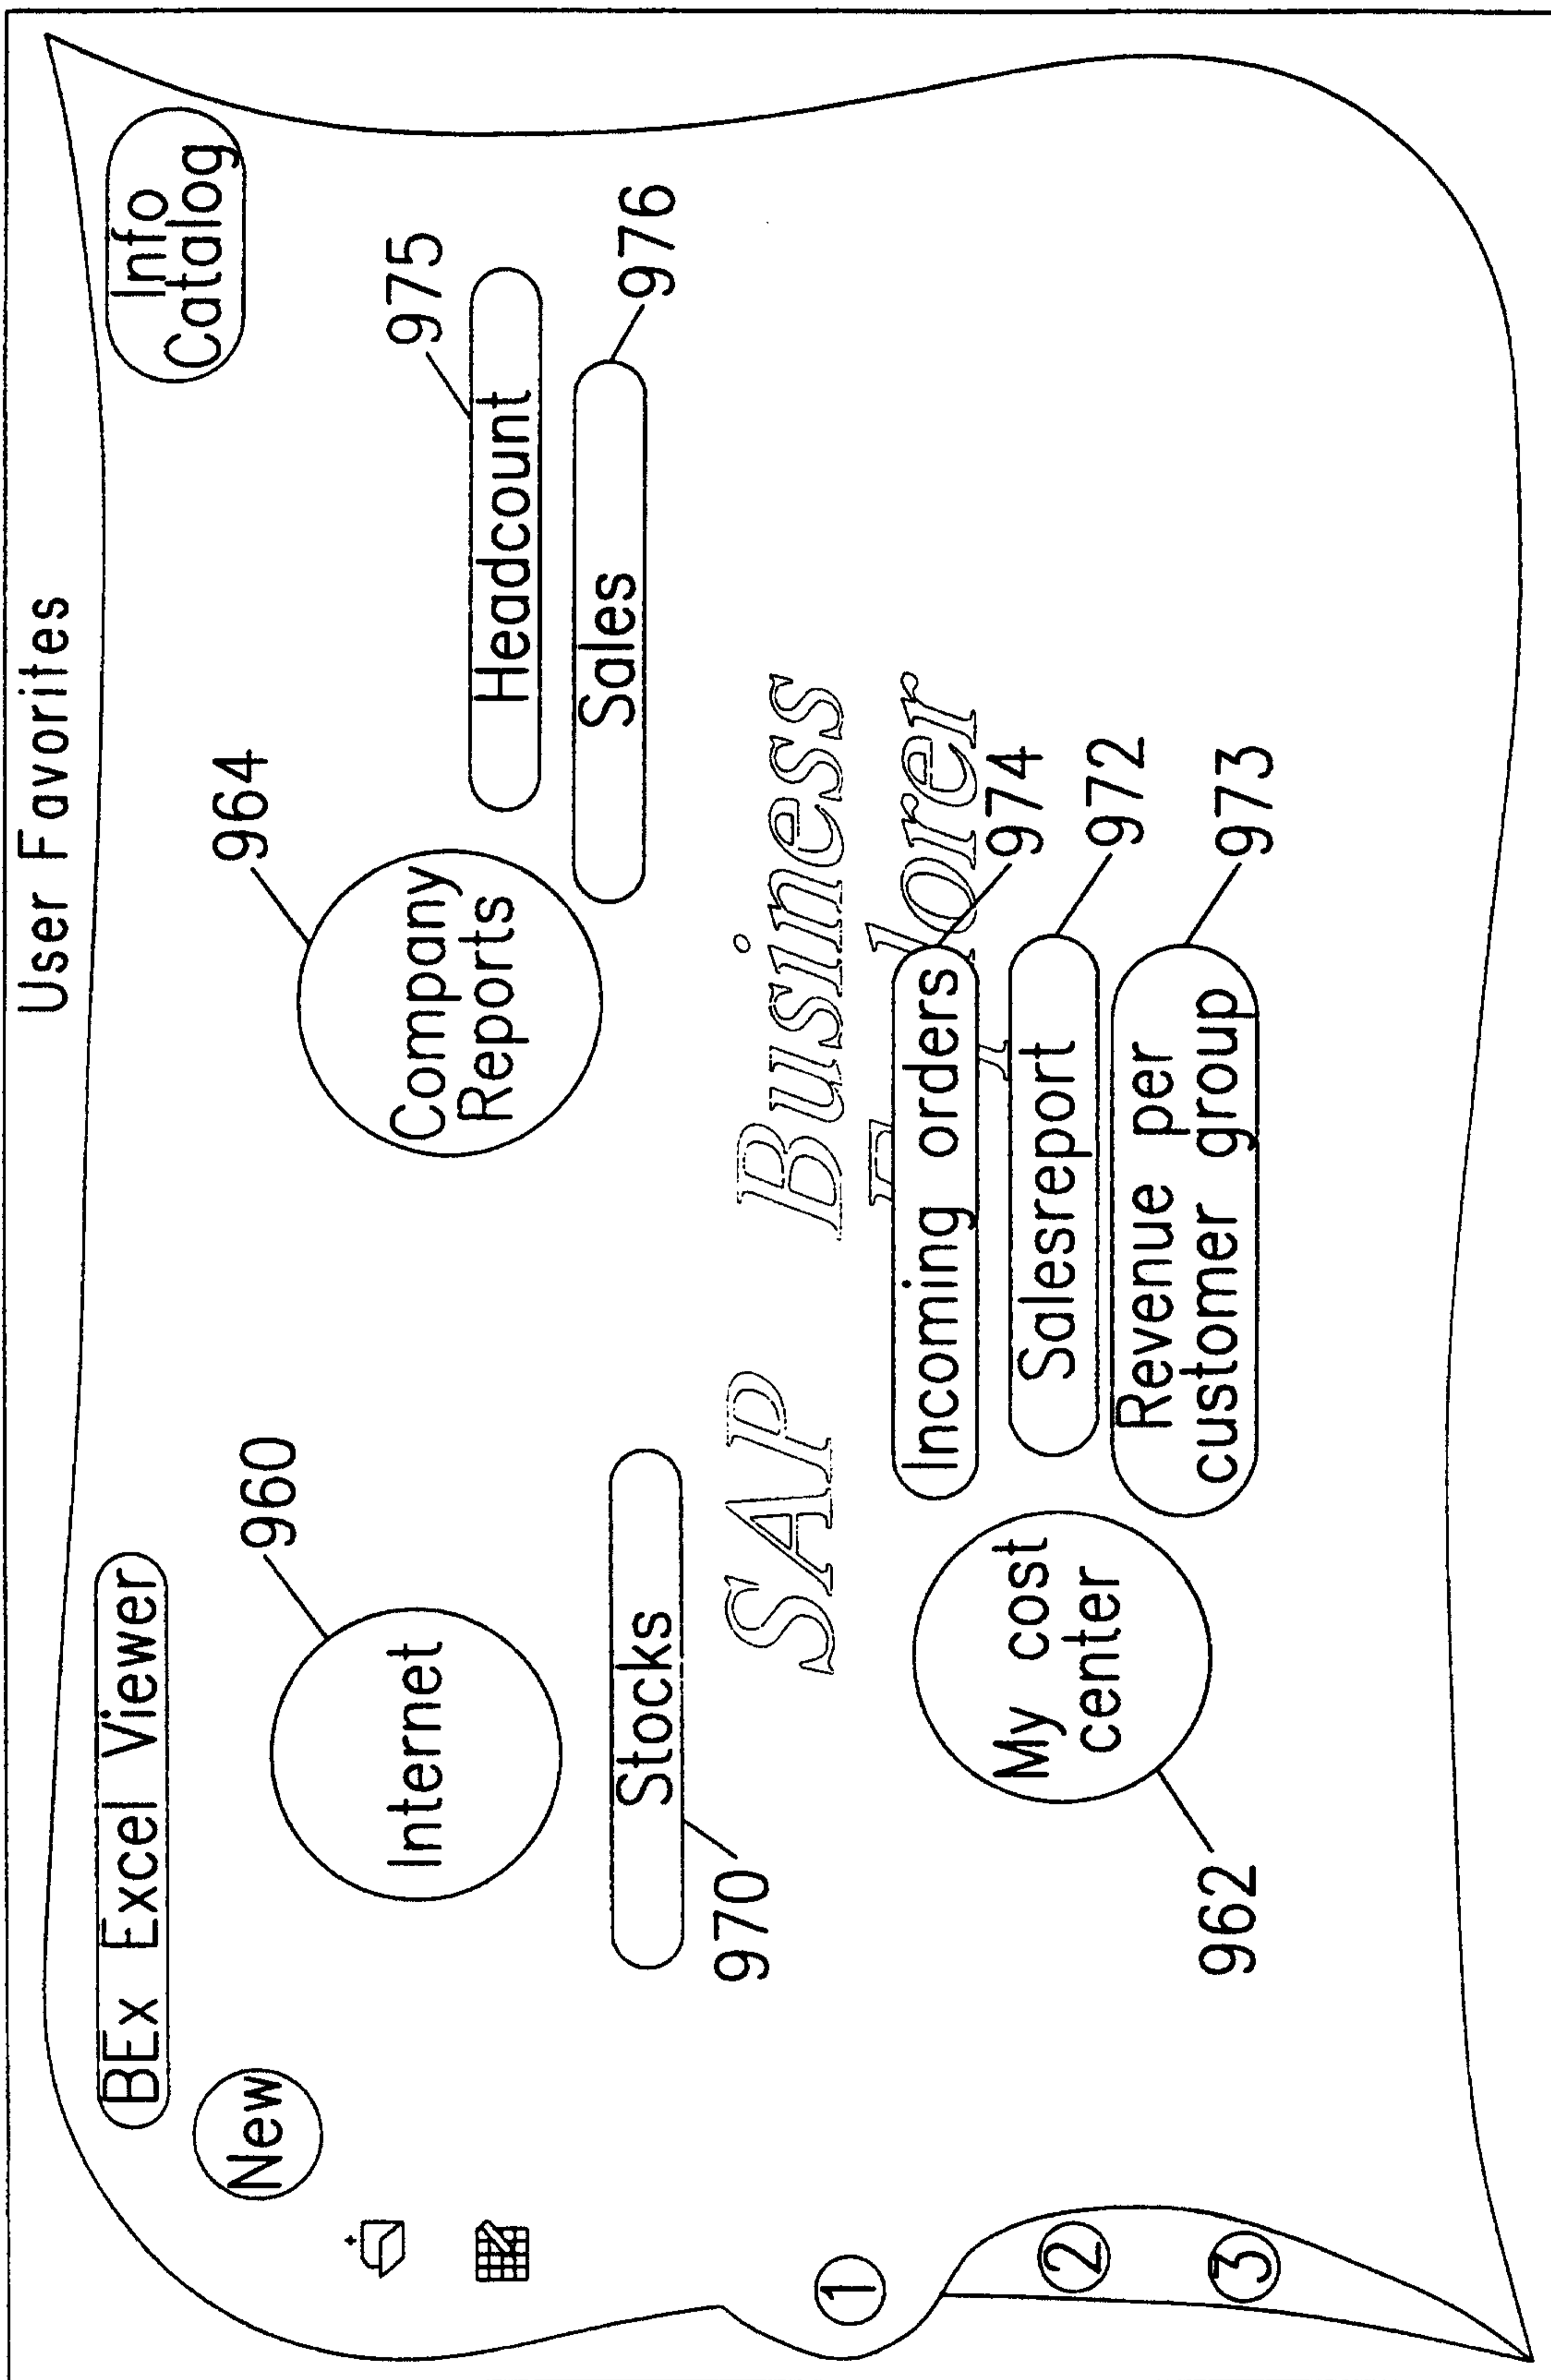 User Favorites
BEx Excel Viewer
Info
Catalog
New
960
Internet
964
Company
Reports
975
Headcount
Sales
976
Stocks
970
SAP
Business
lorer
Incoming orders
974
Salesreport
972
Revenue per
customer group
973
My cost
center
962
1
2
3